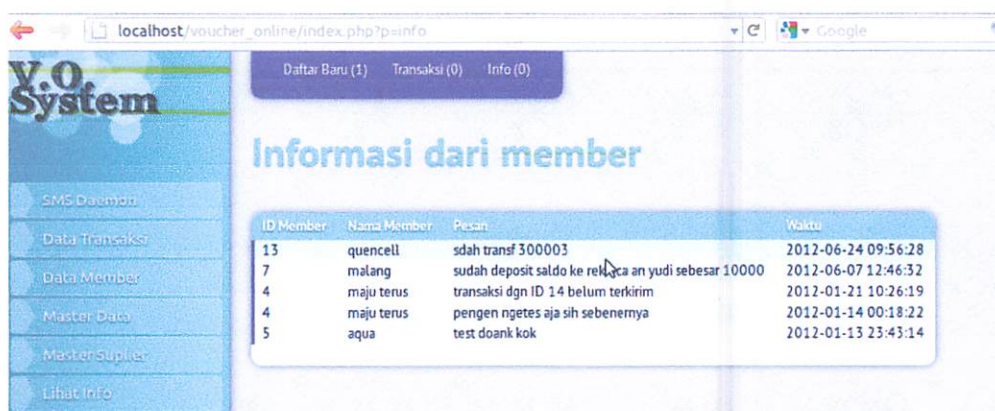 localhost/voucher_online/index.php?p=info
Google
V.O.
System
Daftar Baru (1) Transaksi (0) Info (0)
Informasi dari member
SMS Daemon
Data Transaksi
Data Member
Master Data
Master Suplier
Lihat Info
ID Member Nama Member Pesan Waktu
13 quencell sdah transf 300003 2012-06-24 09:56:28
7 malang sudah deposit saldo ke an yudi sebesar 10000 2012-06-07 12:46:32
4 maju terus transaksi dgn ID 14 belum terkirim 2012-01-21 10:26:19
4 maju terus pengen ngetes aja sih sebenernya 2012-01-14 00:18:22
5 aqua test doank kok 2012-01-13 23:43:14